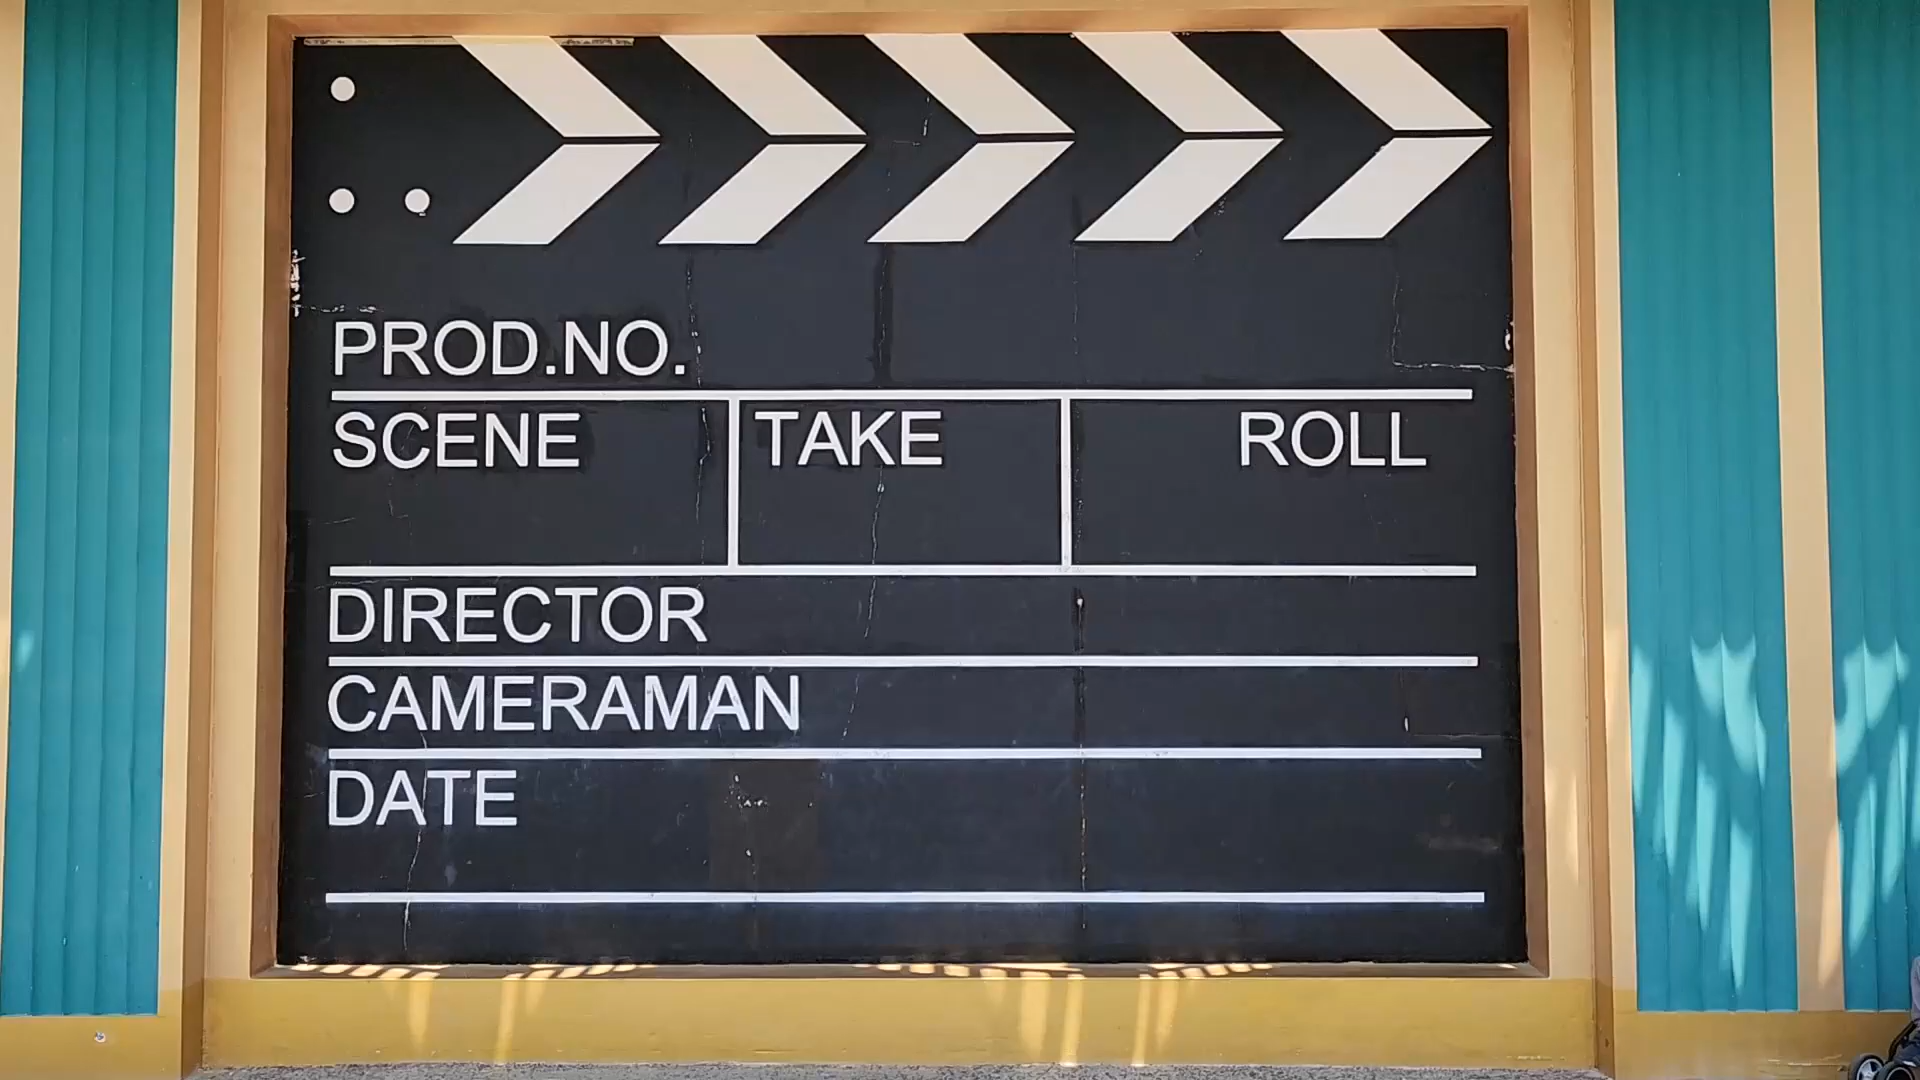 PROD.NO.
SCENE TAKE ROLL
DIRECTOR
CAMERAMAN
DATE